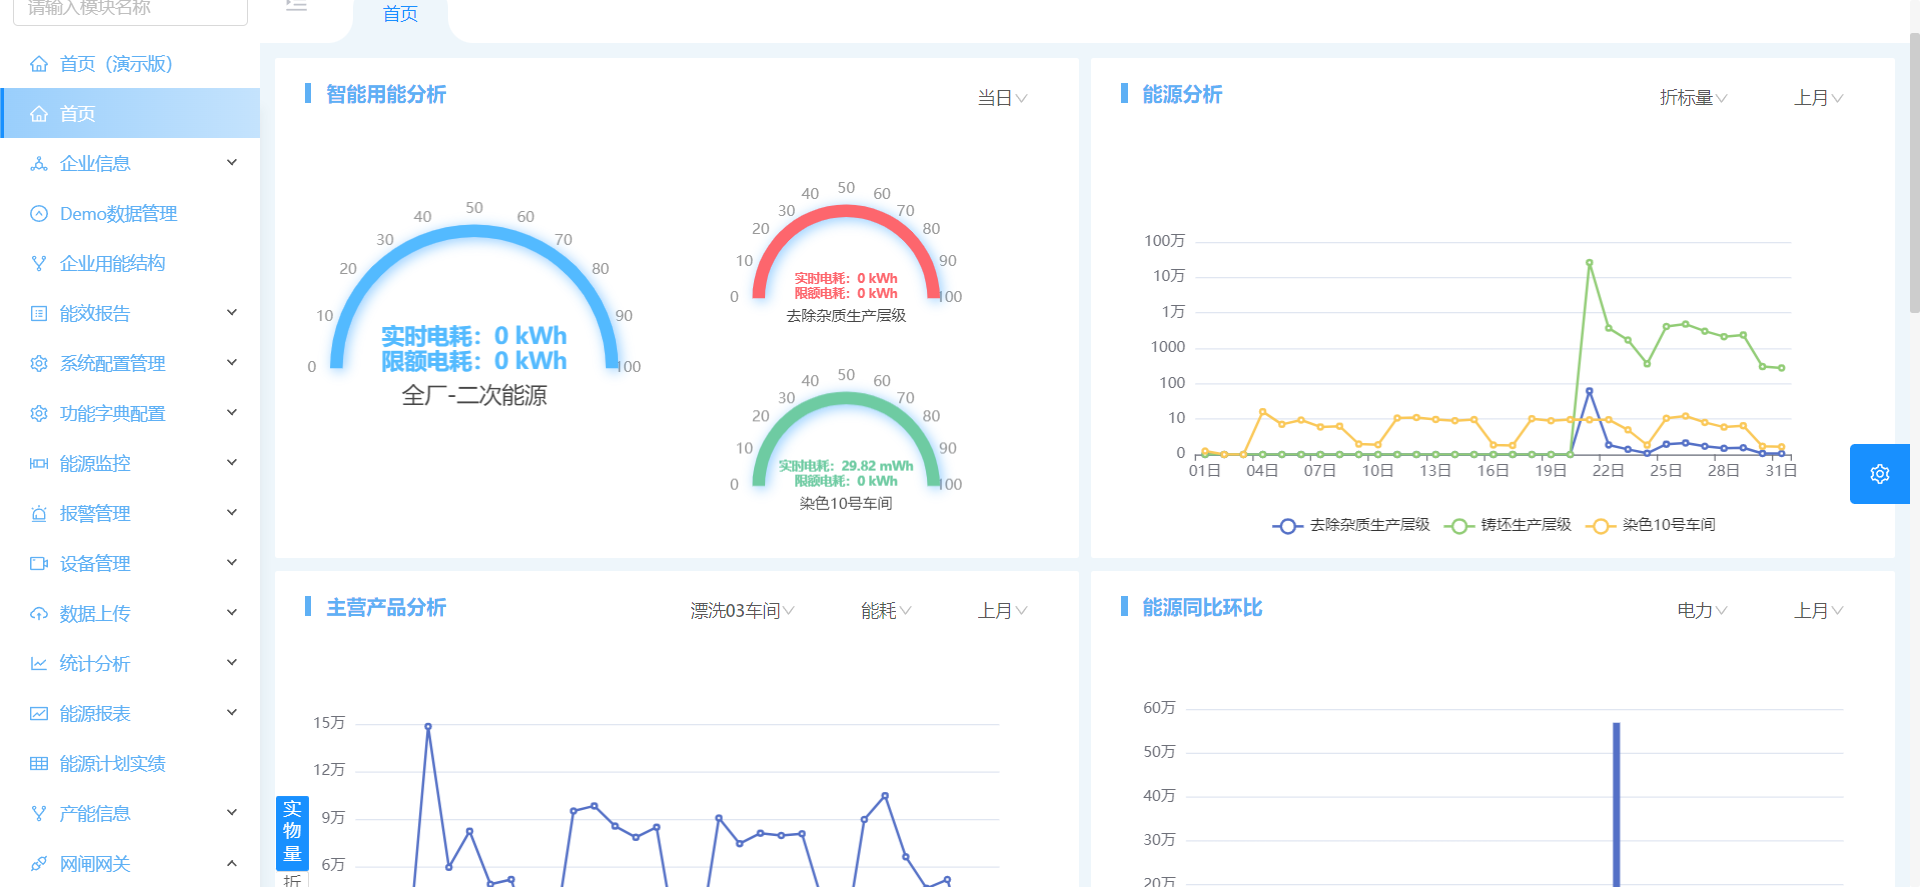 请输入模块名称
首页
首页（演示版）
首页
企业信息
Demo数据管理
企业用能结构
能效报告
系统配置管理
功能字典配置
能源监控
报警管理
设备管理
数据上传
统计分析
能源报表
能源计划实绩
产能信息
网闸网关
智能用能分析
当日
0
10
20
30
40
50
60
70
80
90
100
实时电耗：0 kWh
限额电耗：0 kWh
全厂-二次能源
0
10
20
30
40
50
60
70
80
90
100
实时电耗：0 kWh
限额电耗：0 kWh
去除杂质生产层级
0
10
20
30
40
50
60
70
80
90
100
实时电耗：29.82 mWh
限额电耗：0 kWh
染色10号车间
能源分析
折标量
上月
100万
10万
1万
1000
100
10
0
01日 04日 07日 10日 13日 16日 19日 22日 25日 28日 31日
去除杂质生产层级 铸坯生产层级 染色10号车间
主营产品分析
漂洗03车间
能耗
上月
15万
12万
9万
6万
实物量
折
能源同比环比
电力
上月
60万
50万
40万
30万
20万